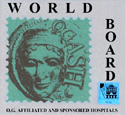 WORLD
BOARD
O.G. AFFILIATED AND SPONSORED HOSPITALS